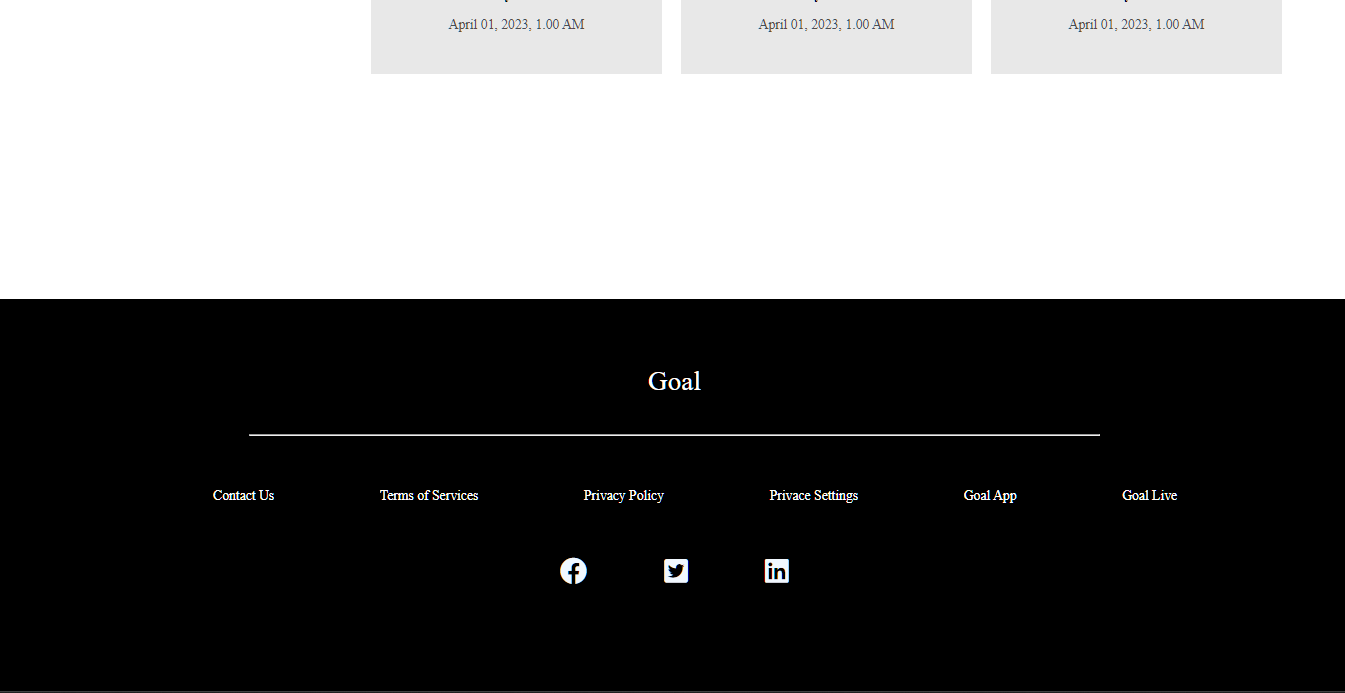 April 01, 2023, 1.00 AM April 01, 2023, 1.00 AM April 01, 2023, 1.00 AM
Goal
Contact Us Terms of Services Privacy Policy Privace Settings Goal App Goal Live